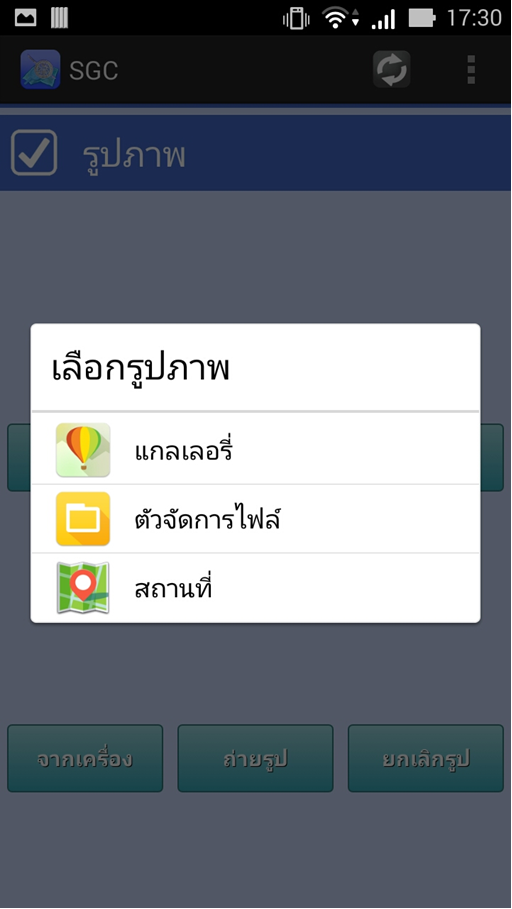 17:30
SGC
รูปภาพ
เลือกรูปภาพ
แกลเลอรี่
ตัวจัดการไฟล์
สถานที่
จากเครื่อง
ถ่ายรูป
ยกเลิกรูป